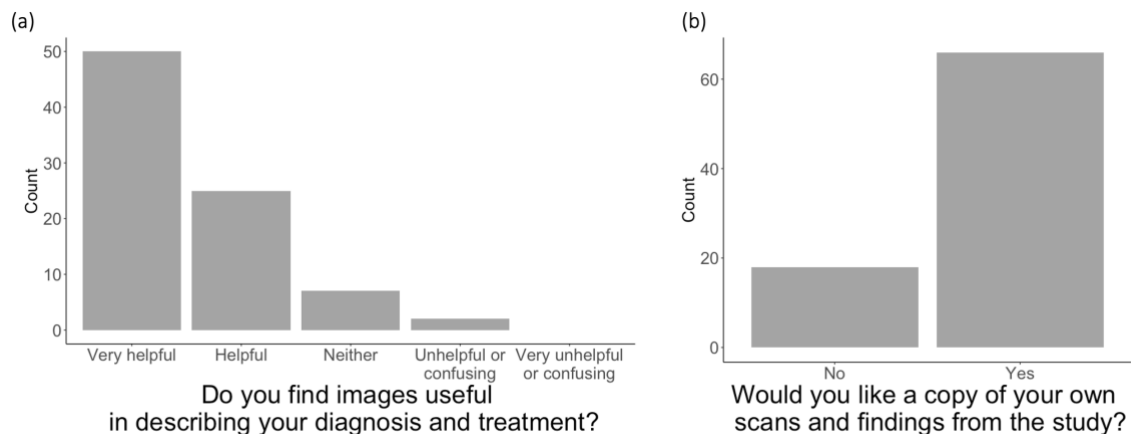 (a)
50
40
30
20
10
0
Count
Very helpful
Helpful
Neither
Unhelpful or
confusing
Very unhelpful
or confusing
Do you find images useful
in describing your diagnosis and treatment?
(b)
60
40
20
0
Count
No
Yes
Would you like a copy of your own
scans and findings from the study?